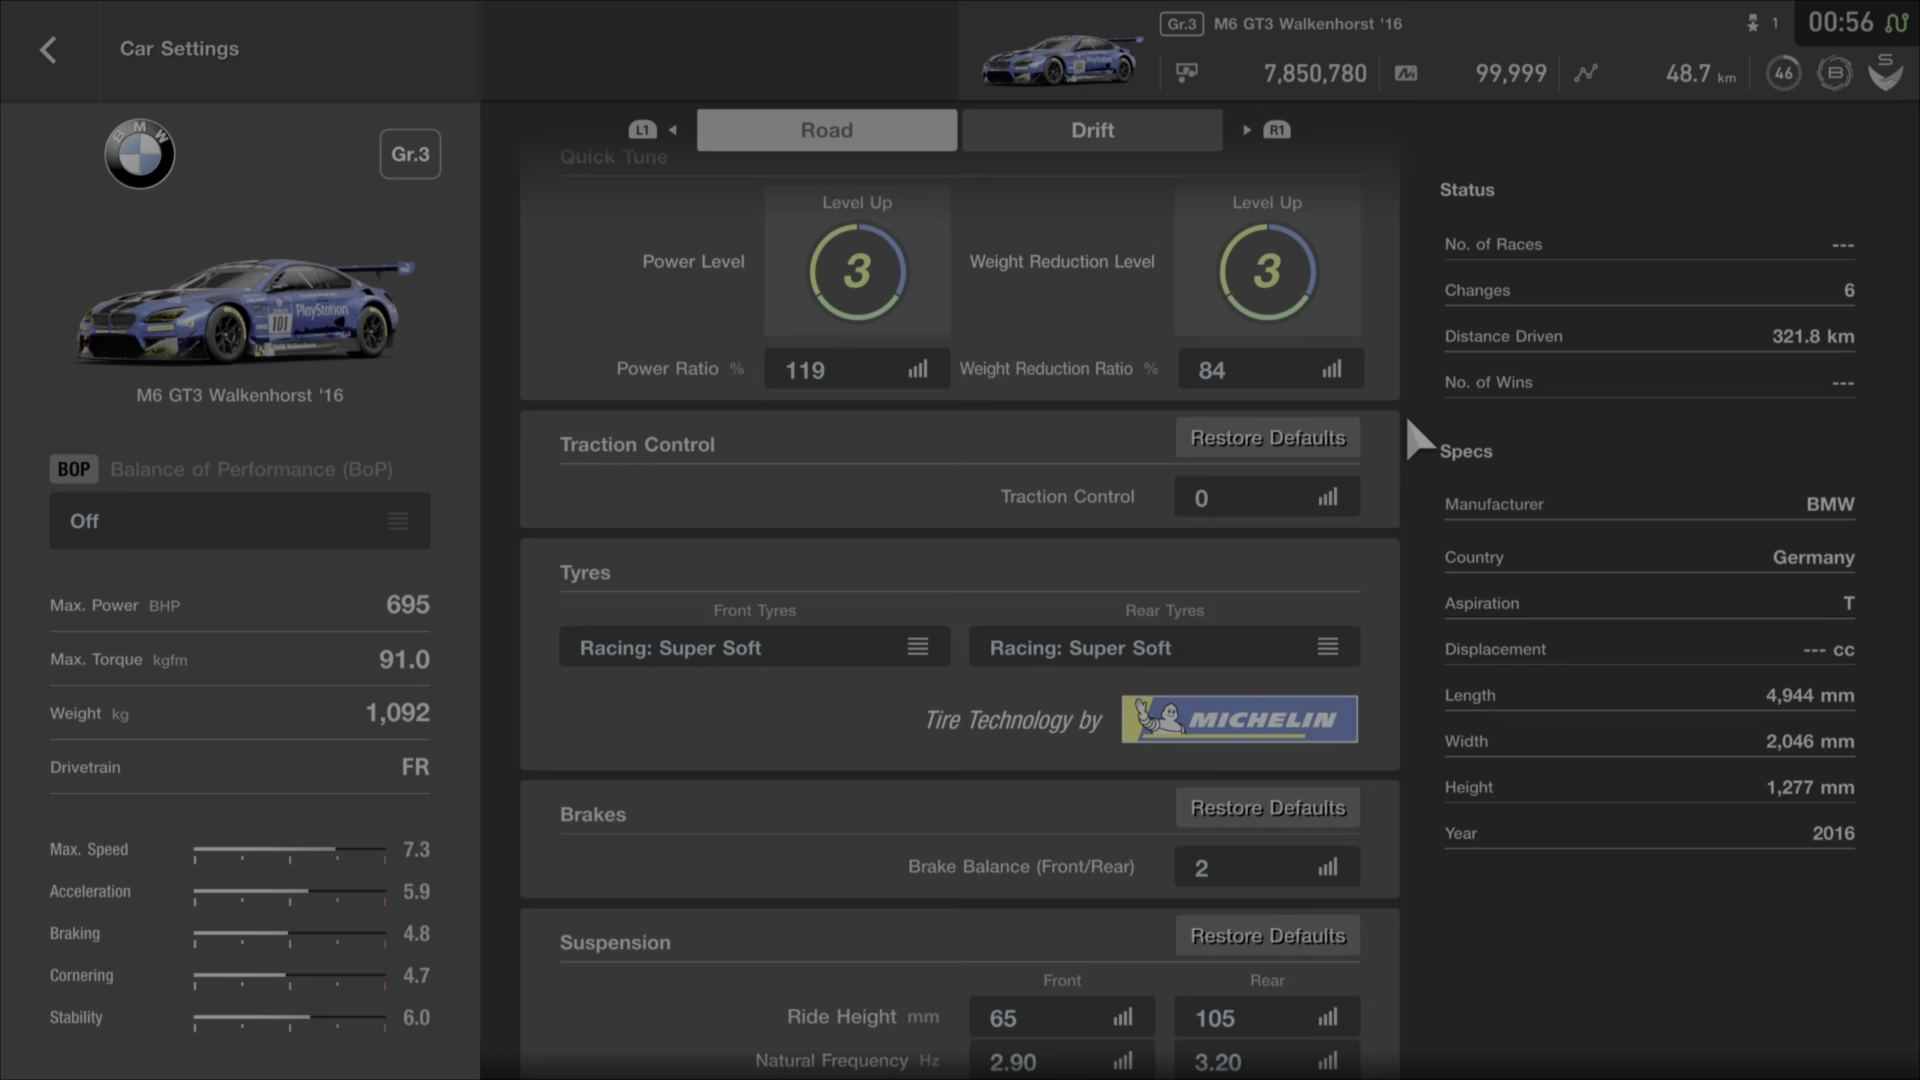 Car Settings
Gr.3 M6 GT3 Walkenhorst '16
1
00:56
7,850,780
99,999
48.7 km
46
B
S
L1 Road Drift R1
BMW
Gr.3
PlayStation
101
M6 GT3 Walkenhorst '16
BOP Balance of Performance (BoP)
Off
Max. Power BHP 695
Max. Torque kgfm 91.0
Weight kg 1,092
Drivetrain FR
Max. Speed 7.3
Acceleration 5.9
Braking 4.8
Cornering 4.7
Stability 6.0
Quick Tune
Level Up Level Up
Power Level 3 Weight Reduction Level 3
Power Ratio % 119 Weight Reduction Ratio % 84
Traction Control Restore Defaults
Traction Control 0
Tyres
Front Tyres Rear Tyres
Racing: Super Soft Racing: Super Soft
Tire Technology by MICHELIN
Brakes Restore Defaults
Brake Balance (Front/Rear) 2
Suspension Restore Defaults
Front Rear
Ride Height mm 65 105
Natural Frequency Hz 2.90 3.20
Status
No. of Races ---
Changes 6
Distance Driven 321.8 km
No. of Wins ---
Specs
Manufacturer BMW
Country Germany
Aspiration T
Displacement --- cc
Length 4,944 mm
Width 2,046 mm
Height 1,277 mm
Year 2016